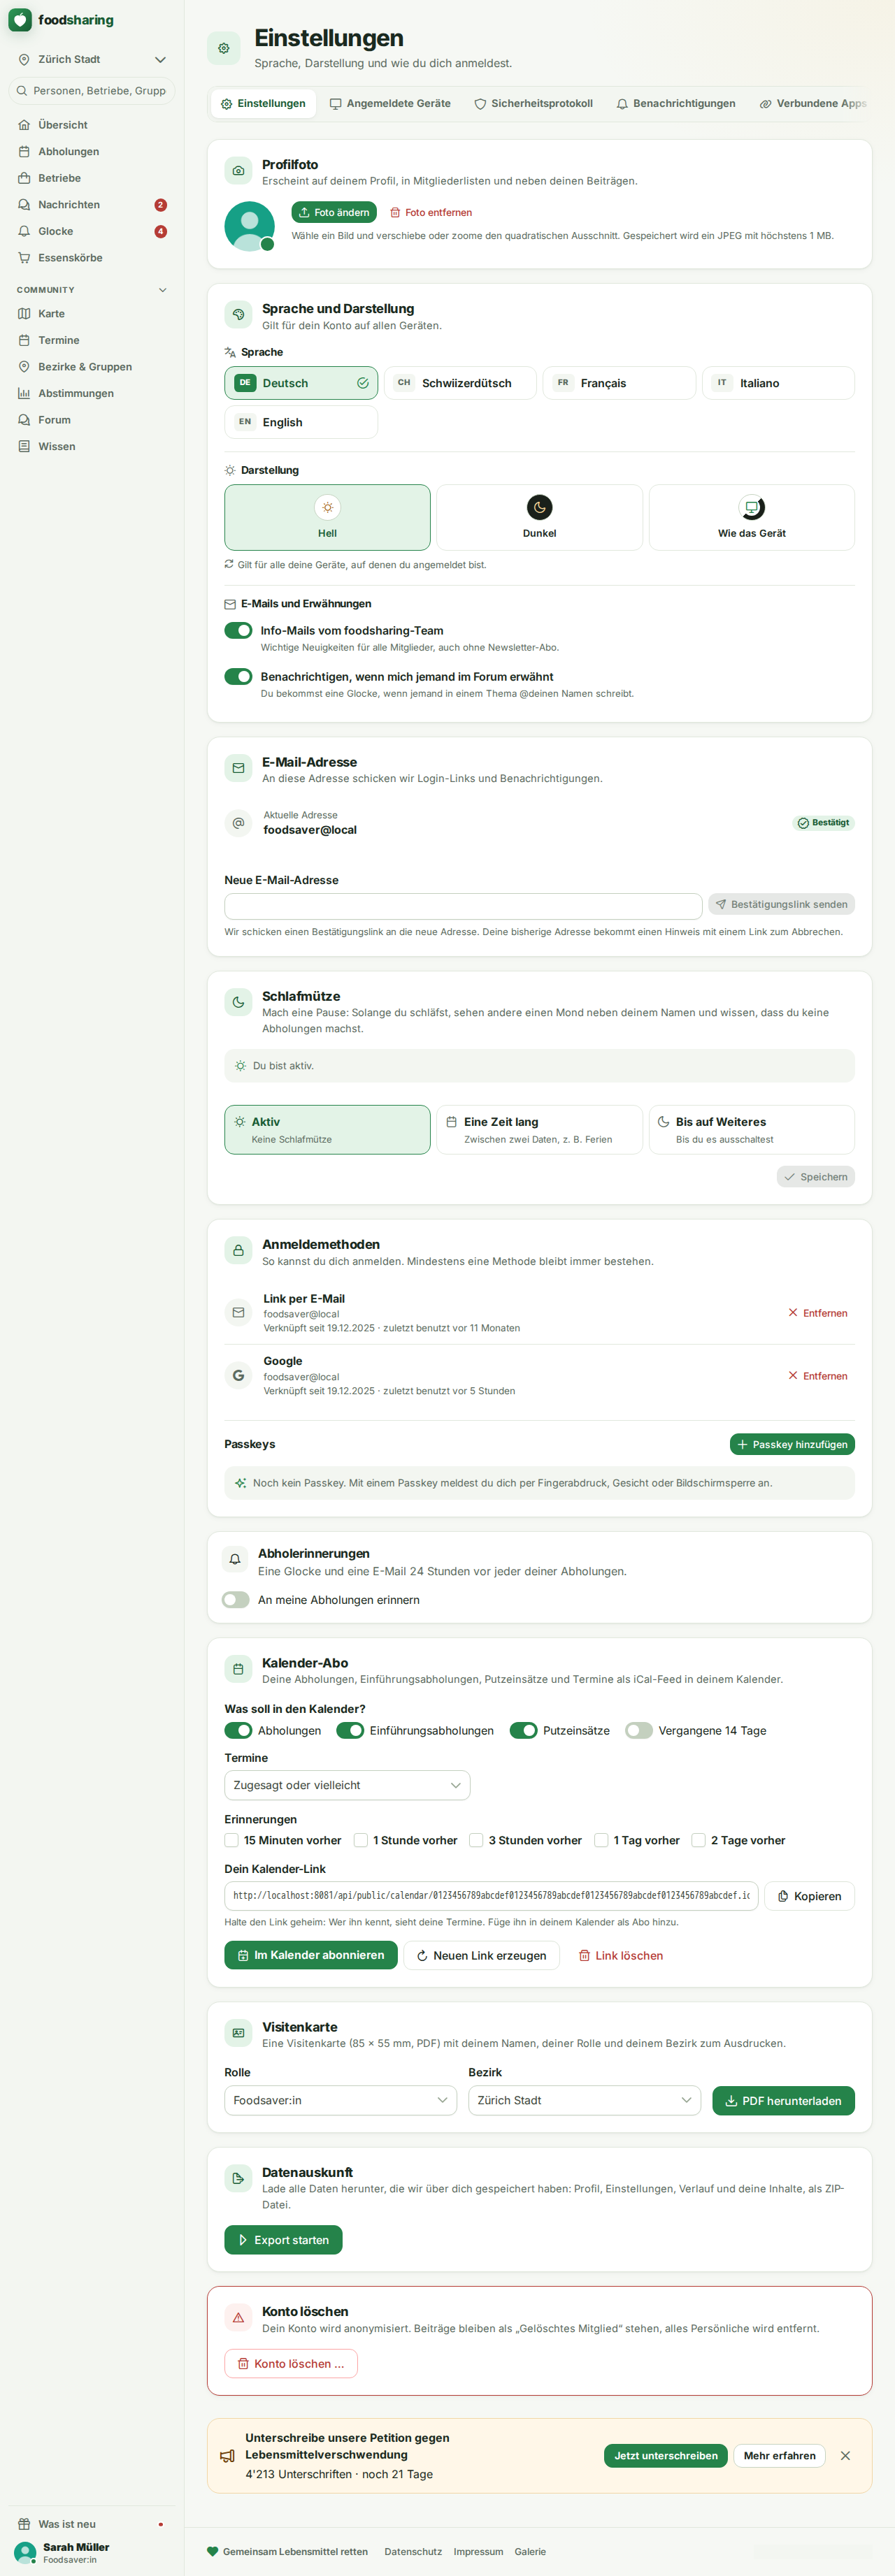 foodsharing
Zürich Stadt
Personen, Betriebe, Grupp
Übersicht
Abholungen
Betriebe
Nachrichten 2
Glocke 4
Essenskörbe
COMMUNITY
Karte
Termine
Bezirke & Gruppen
Abstimmungen
Forum
Wissen
Was ist neu
Sarah Müller
Foodsaver:in
Einstellungen
Sprache, Darstellung und wie du dich anmeldest.
Einstellungen Angemeldete Geräte Sicherheitsprotokoll Benachrichtigungen Verbundene Apps
Profilfoto
Erscheint auf deinem Profil, in Mitgliederlisten und neben deinen Beiträgen.
Foto ändern Foto entfernen
Wähle ein Bild und verschiebe oder zoome den quadratischen Ausschnitt. Gespeichert wird ein JPEG mit höchstens 1 MB.
Sprache und Darstellung
Gilt für dein Konto auf allen Geräten.
Sprache
DE Deutsch CH Schwiizerdütsch FR Français IT Italiano
EN English
Darstellung
Hell Dunkel Wie das Gerät
Gilt für alle deine Geräte, auf denen du angemeldet bist.
E-Mails und Erwähnungen
Info-Mails vom foodsharing-Team
Wichtige Neuigkeiten für alle Mitglieder, auch ohne Newsletter-Abo.
Benachrichtigen, wenn mich jemand im Forum erwähnt
Du bekommst eine Glocke, wenn jemand in einem Thema @deinen Namen schreibt.
E-Mail-Adresse
An diese Adresse schicken wir Login-Links und Benachrichtigungen.
Aktuelle Adresse
foodsaver@local
Bestätigt
Neue E-Mail-Adresse
Bestätigungslink senden
Wir schicken einen Bestätigungslink an die neue Adresse. Deine bisherige Adresse bekommt einen Hinweis mit einem Link zum Abbrechen.
Schlafmütze
Mach eine Pause: Solange du schläfst, sehen andere einen Mond neben deinem Namen und wissen, dass du keine
Abholungen machst.
Du bist aktiv.
Aktiv Eine Zeit lang Bis auf Weiteres
Keine Schlafmütze Zwischen zwei Daten, z. B. Ferien Bis du es ausschaltest
Speichern
Anmeldemethoden
So kannst du dich anmelden. Mindestens eine Methode bleibt immer bestehen.
Link per E-Mail
foodsaver@local
Verknüpft seit 19.12.2025 · zuletzt benutzt vor 11 Monaten
Entfernen
Google
foodsaver@local
Verknüpft seit 19.12.2025 · zuletzt benutzt vor 5 Stunden
Entfernen
Passkeys
Passkey hinzufügen
Noch kein Passkey. Mit einem Passkey meldest du dich per Fingerabdruck, Gesicht oder Bildschirmsperre an.
Abholerinnerungen
Eine Glocke und eine E-Mail 24 Stunden vor jeder deiner Abholungen.
An meine Abholungen erinnern
Kalender-Abo
Deine Abholungen, Einführungsabholungen, Putzeinsätze und Termine als iCal-Feed in deinem Kalender.
Was soll in den Kalender?
Abholungen Einführungsabholungen Putzeinsätze Vergangene 14 Tage
Termine
Zugesagt oder vielleicht
Erinnerungen
15 Minuten vorher 1 Stunde vorher 3 Stunden vorher 1 Tag vorher 2 Tage vorher
Dein Kalender-Link
http://localhost:8081/api/public/calendar/0123456789abcdef0123456789abcdef0123456789abcdef0123456789abcdef.ic
Kopieren
Halte den Link geheim: Wer ihn kennt, sieht deine Termine. Füge ihn in deinem Kalender als Abo hinzu.
Im Kalender abonnieren Neuen Link erzeugen Link löschen
Visitenkarte
Eine Visitenkarte (85 × 55 mm, PDF) mit deinem Namen, deiner Rolle und deinem Bezirk zum Ausdrucken.
Rolle Bezirk
Foodsaver:in Zürich Stadt PDF herunterladen
Datenauskunft
Lade alle Daten herunter, die wir über dich gespeichert haben: Profil, Einstellungen, Verlauf und deine Inhalte, als ZIP-
Datei.
Export starten
Konto löschen
Dein Konto wird anonymisiert. Beiträge bleiben als „Gelöschtes Mitglied“ stehen, alles Persönliche wird entfernt.
Konto löschen ...
Unterschreibe unsere Petition gegen
Lebensmittelverschwendung
4'213 Unterschriften · noch 21 Tage
Jetzt unterschreiben Mehr erfahren
Gemeinsam Lebensmittel retten Datenschutz Impressum Galerie